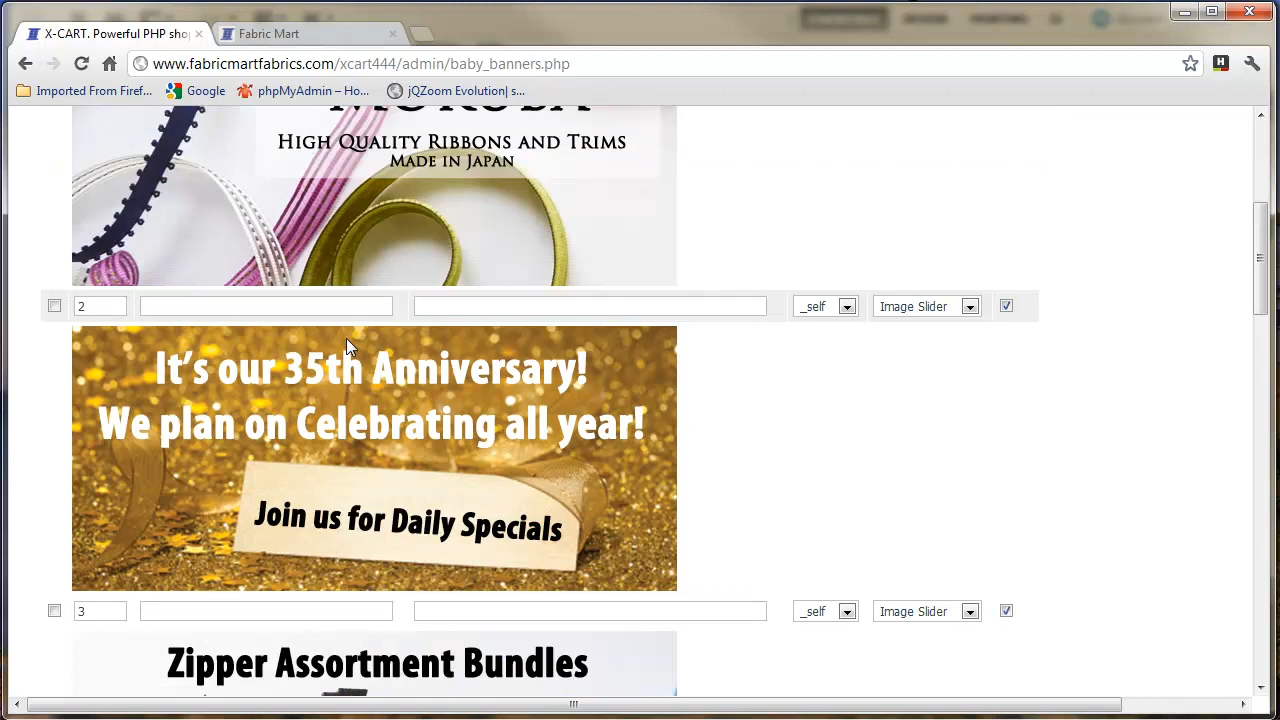 X-CART. Powerful PHP sho
Fabric Mart
www.fabricmartfabrics.com/xcart444/admin/baby_banners.php
Imported From Firef...
Google
phpMyAdmin – Ho...
jQZoom Evolution| s...
High Quality Ribbons and Trims
Made in Japan
2
_self
Image Slider
It's our 35th Anniversary!
We plan on Celebrating all year!
Join us for Daily Specials
3
_self
Image Slider
Zipper Assortment Bundles